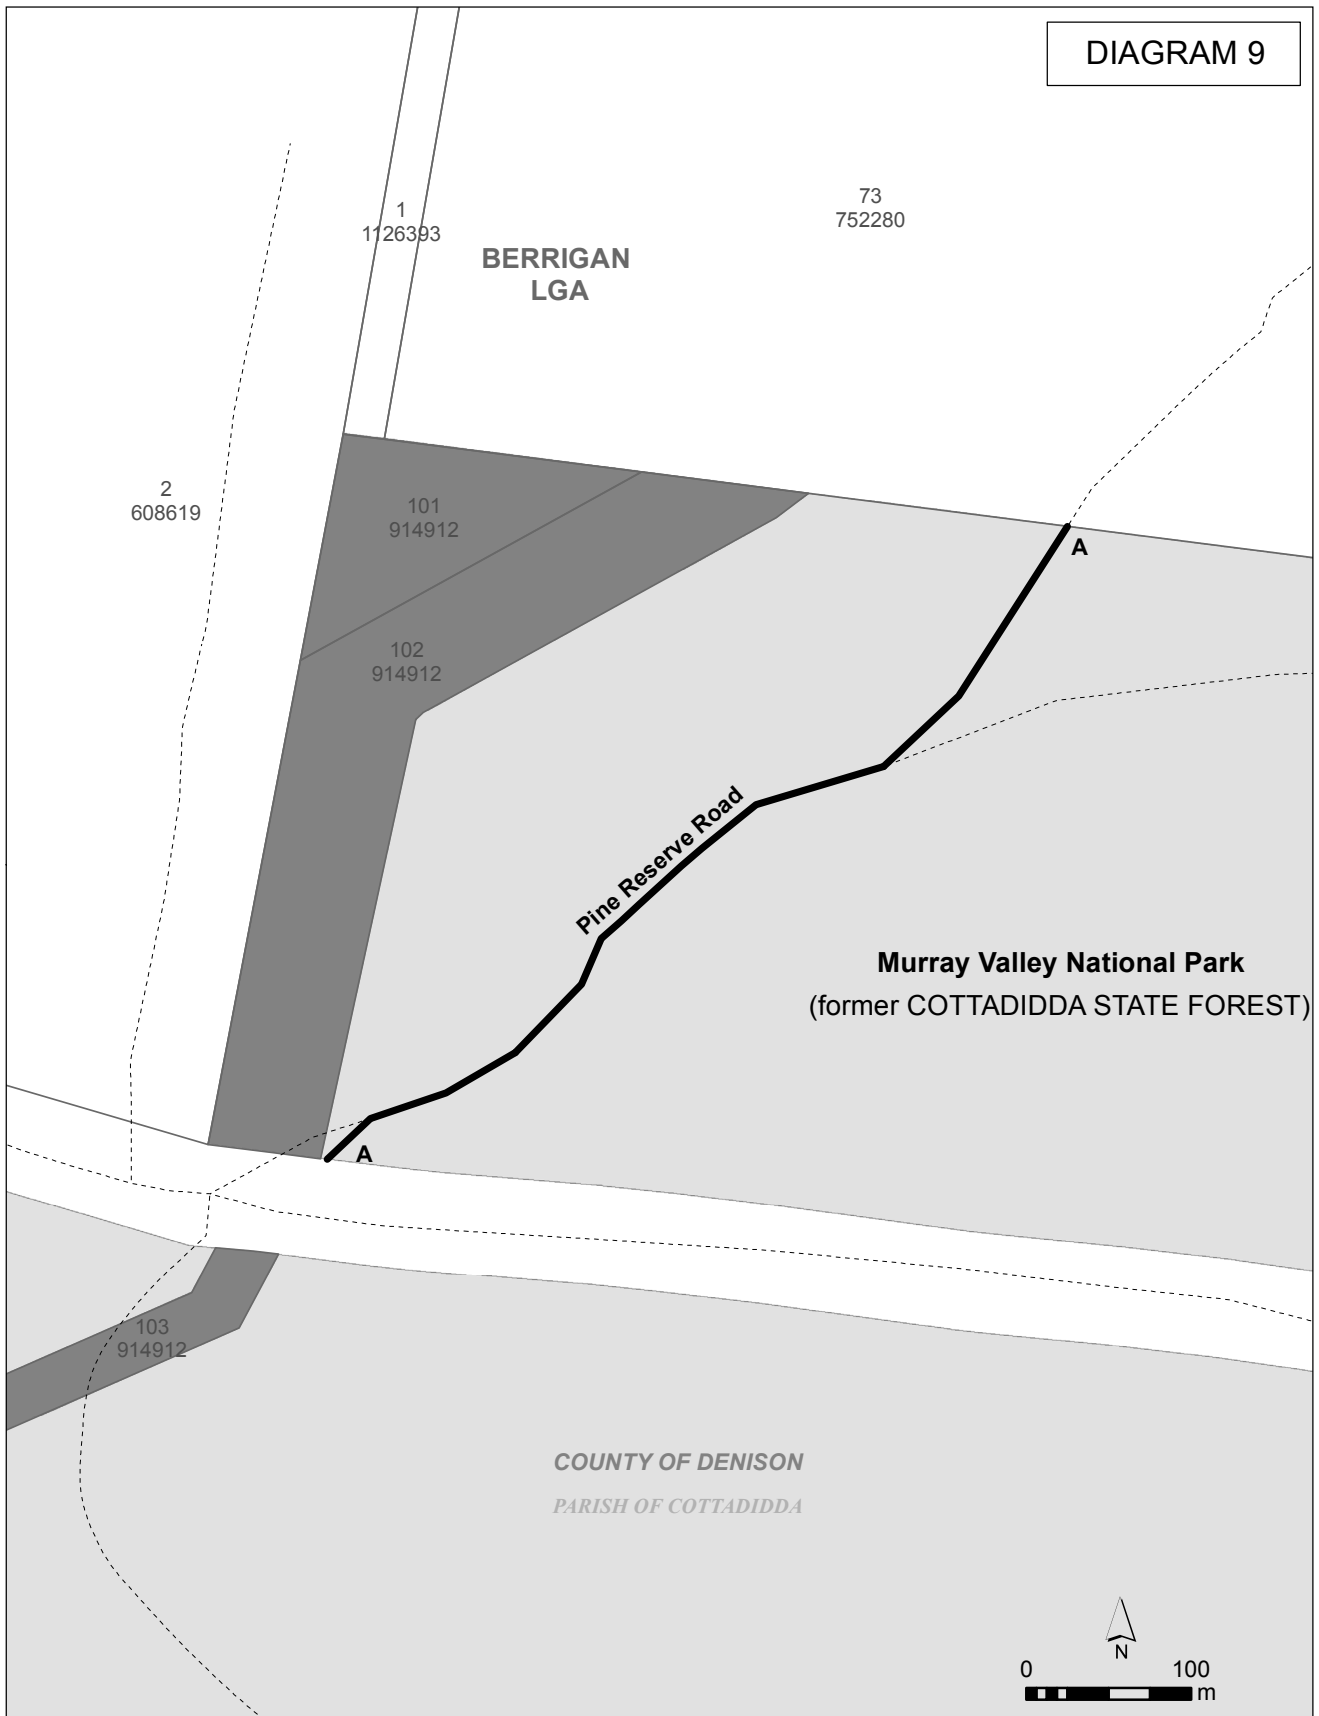 DIAGRAM 9
73
752280
1
1126393
BERRIGAN
LGA
2
608619
101
914912
A
102
914912
Pine Reserve Road
Murray Valley National Park
(former COTTADIDDA STATE FOREST)
A
103
914912
COUNTY OF DENISON
PARISH OF COTTADIDDA
N
0 100
m